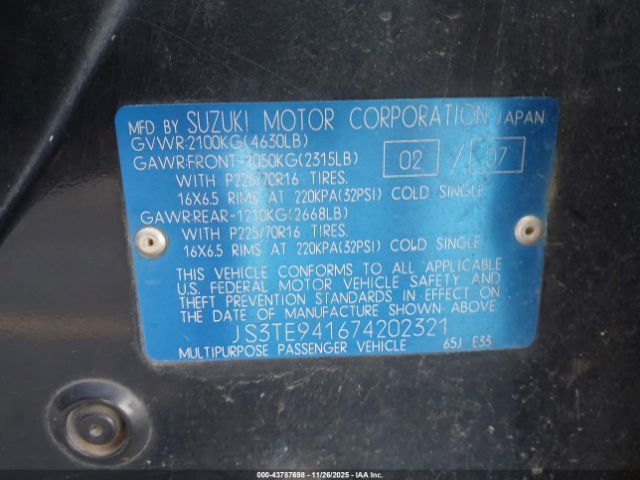 MFD BY SUZUKI MOTOR CORPORATION JAPAN
GVWR:2100KG(4630LB)
GAWR:FRONT-1050KG(2315LB) 02 / 07
WITH P225/70R16 TIRES.
16X6.5 RIMS AT 220KPA(32PSI) COLD SINGLE.
GAWR:REAR-1210KG(2668LB)
WITH P225/70R16 TIRES.
16X6.5 RIMS AT 220KPA(32PSI) COLD SINGLE.
THIS VEHICLE CONFORMS TO ALL APPLICABLE
U.S. FEDERAL MOTOR VEHICLE SAFETY AND
THEFT PREVENTION STANDARDS IN EFFECT ON
THE DATE OF MANUFACTURE SHOWN ABOVE.
JS3TE941674202321
MULTIPURPOSE PASSENGER VEHICLE 65J E33
000-43787698 - 11/26/2025 - IAA Inc.